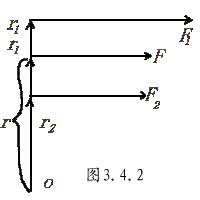 r₁ F₁
r₁ F
F₂
r r₂
o 图3.4.2